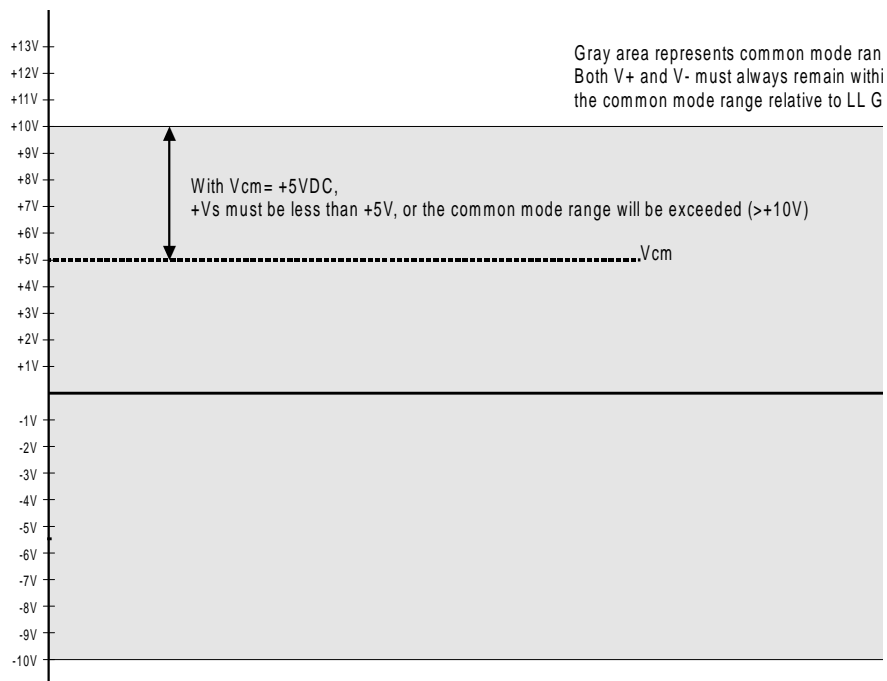 +13V
+12V
+11V
+10V
+9V
+8V
+7V
+6V
+5V
+4V
+3V
+2V
+1V
-1V
-2V
-3V
-4V
-5V
-6V
-7V
-8V
-9V
-10V
Gray area represents common mode ran
Both V+ and V- must always remain withi
the common mode range relative to LL G
With Vcm= +5VDC,
+Vs must be less than +5V, or the common mode range will be exceeded (>+10V)
Vcm